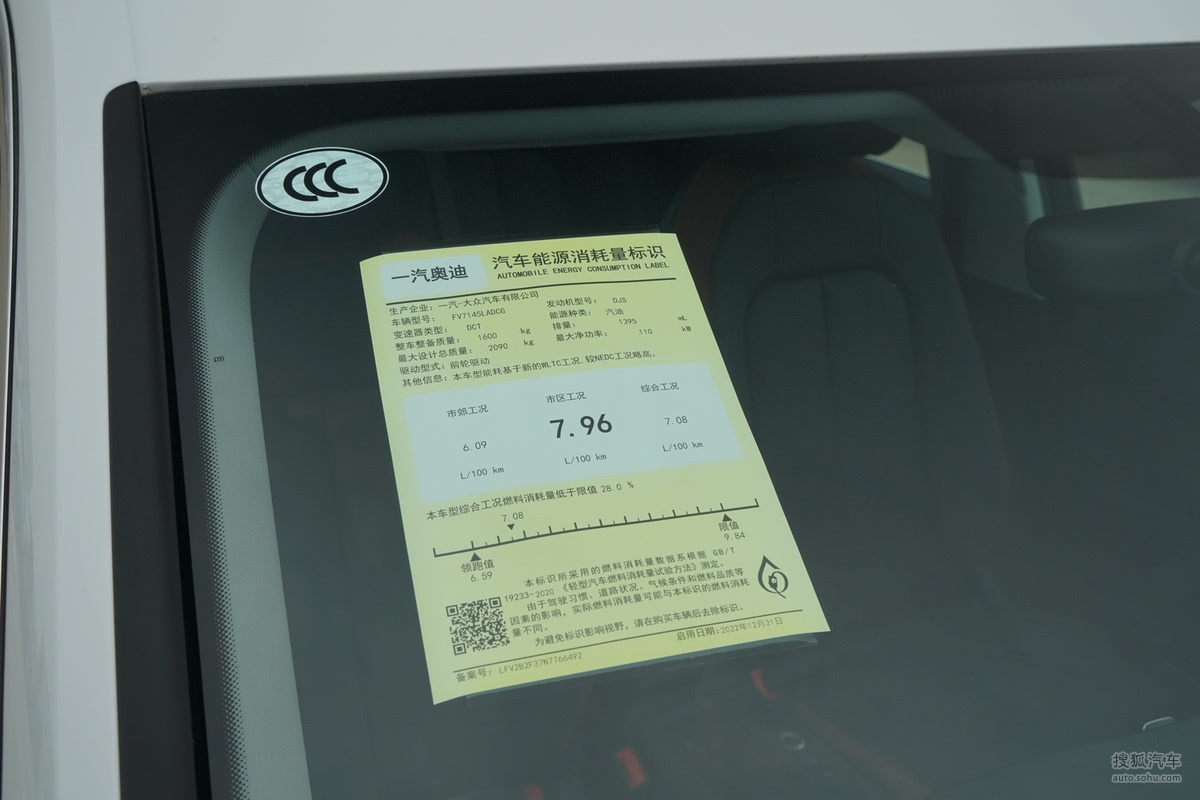 CCC
一汽奥迪
汽车能源消耗量标识
AUTOMOBILE ENERGY CONSUMPTION LABEL
生产企业：一汽-大众汽车有限公司
车辆型号： FV7145LADCG 发动机型号： DJS
变速器类型： DCT 能源种类： 汽油
整车整备质量： 1600 kg 排量： 1395 mL
最大设计总质量： 2090 kg 最大净功率： 110 kW
驱动型式：前轮驱动
其他信息：本车型能耗基于新的WLTC工况，较NEDC工况略高。
市郊工况 市区工况 综合工况
6.09 7.96 7.08
L/100 km L/100 km L/100 km
本车型综合工况燃料消耗量低于限值 28.0 %
7.08
领跑值 限值
6.59 9.84
本标识所采用的燃料消耗量数据系根据 GB/T
19233-2020 《轻型汽车燃料消耗量试验方法》测定。
由于驾驶习惯、道路状况、气候条件和燃料品质等
因素的影响，实际燃料消耗量可能与本标识的燃料消耗
量不同。
为避免标识影响视野，请在购买车辆后去除标识。
备案号：LFV2B2F37N7766492 启用日期：2022年12月31日
搜狐汽车
auto.sohu.com